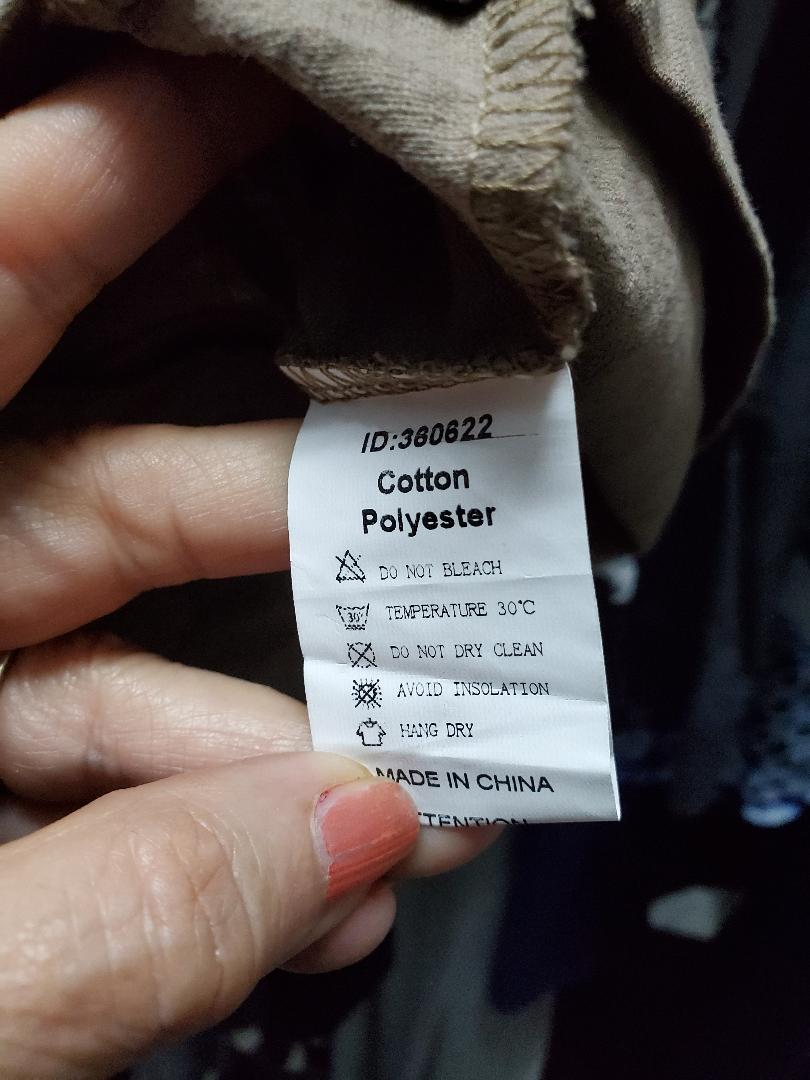 ID:360622
Cotton
Polyester
DO NOT BLEACH
30°
TEMPERATURE 30°C
DO NOT DRY CLEAN
AVOID INSOLATION
HANG DRY
MADE IN CHINA